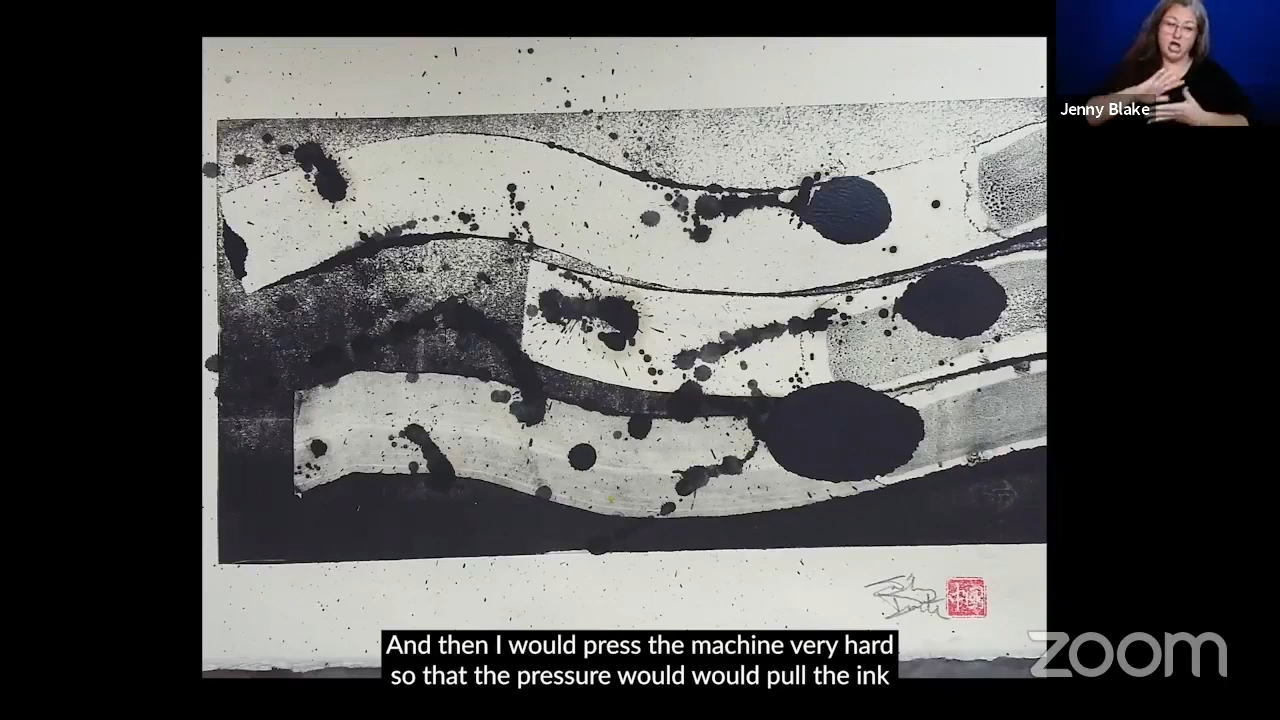 Jenny Blake
And then I would press the machine very hard
so that the pressure would would pull the ink
zoom